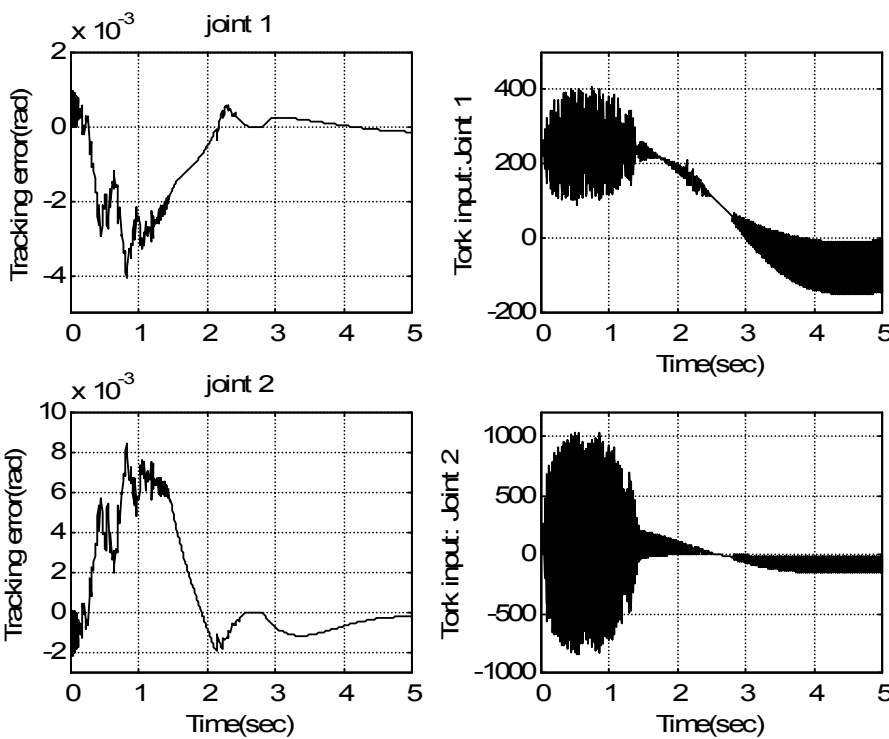 x 10-3
joint 1
2
0
-2
-4
Tracking error(rad)
0 1 2 3 4 5
400
200
0
-200
Tork input:Joint 1
0 1 2 3 4 5
Time(sec)
x 10-3
joint 2
10
8
6
4
2
0
-2
Tracking error(rad)
0 1 2 3 4 5
Time(sec)
1000
500
0
-500
-1000
Tork input: Joint 2
0 1 2 3 4 5
Time(sec)